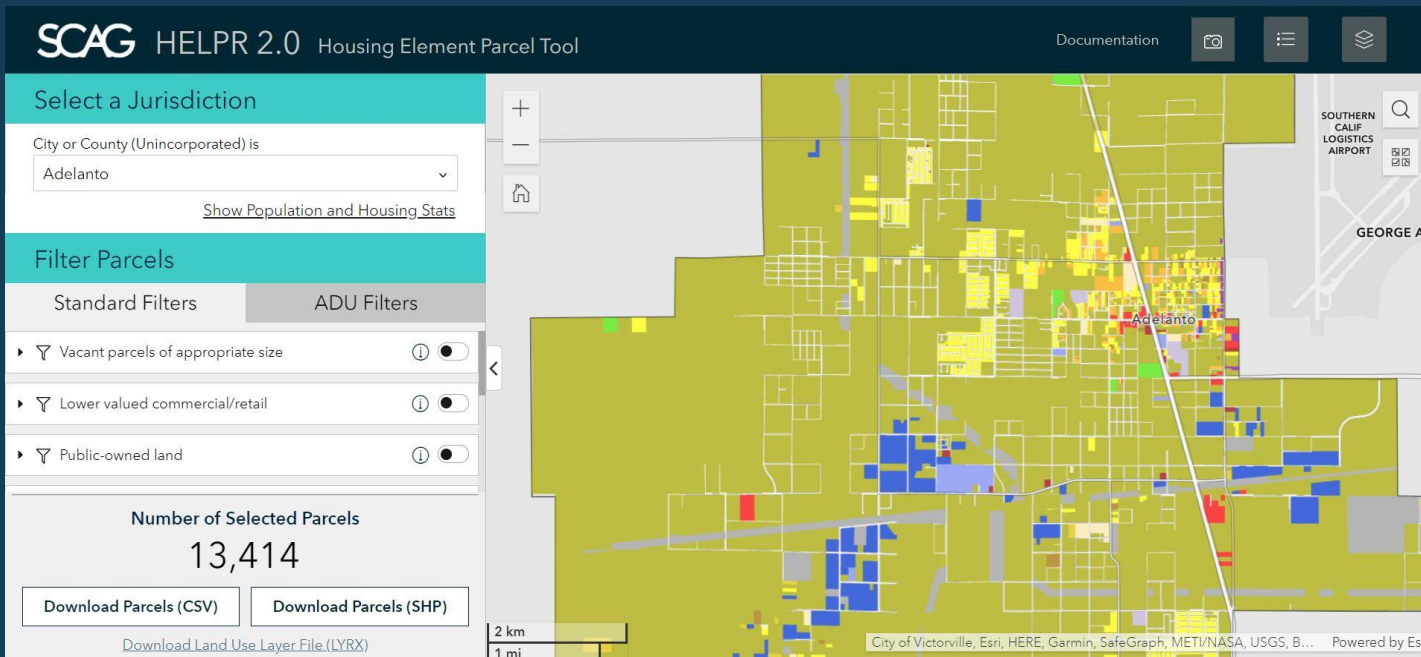 SCAG HELPR 2.0 Housing Element Parcel Tool
Documentation
Select a Jurisdiction
City or County (Unincorporated) is
Adelanto
Show Population and Housing Stats
Filter Parcels
Standard Filters
ADU Filters
Vacant parcels of appropriate size
Lower valued commercial/retail
Public-owned land
Number of Selected Parcels
13,414
Download Parcels (CSV)
Download Parcels (SHP)
Download Land Use Layer File (LYRX)
SOUTHERN
CALIF
LOGISTICS
AIRPORT
GEORGE A
Adelanto
2 km
1 mi
City of Victorville, Esri, HERE, Garmin, SafeGraph, METI/NASA, USGS, B...
Powered by Es